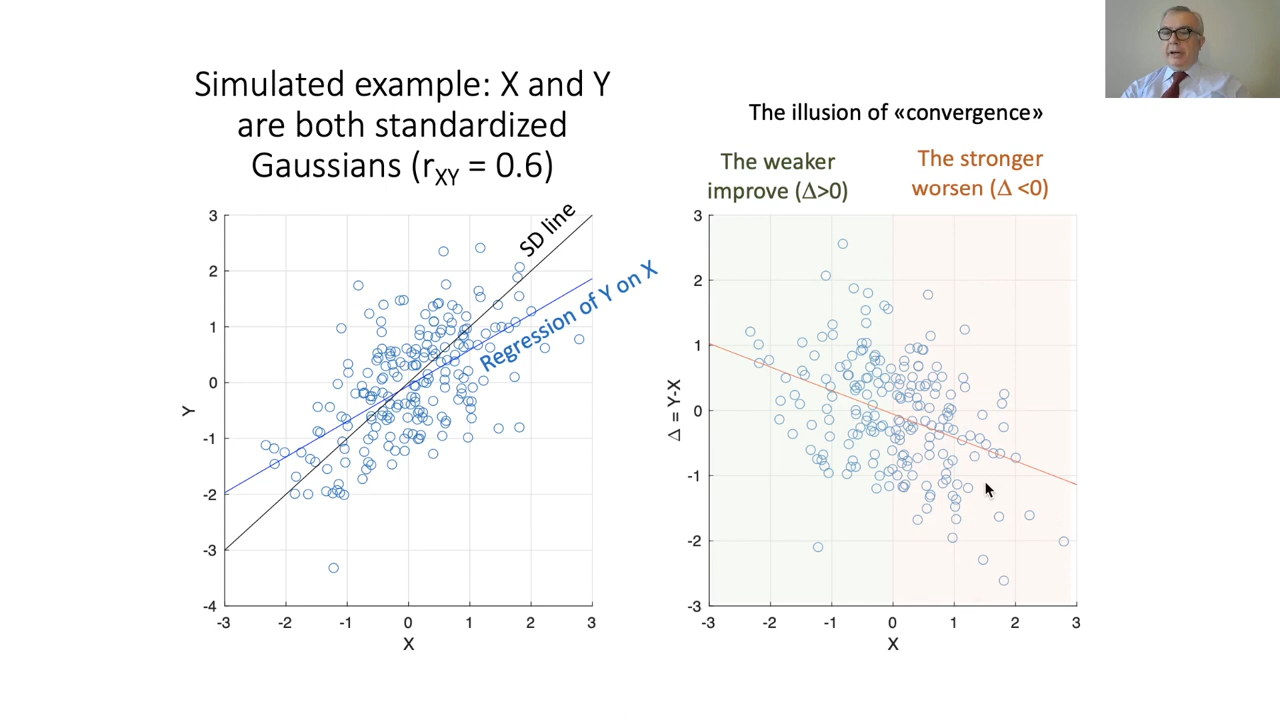 Simulated example: X and Y
are both standardized
Gaussians (rXY = 0.6)
3
2
1
0
-1
-2
-3
-4
Y
-3
-2
-1
0
1
2
3
X
SD line
Regression of Y on X
The illusion of «convergence»
The weaker
improve (Δ>0)
The stronger
worsen (Δ <0)
3
2
1
0
-1
-2
-3
Δ = Y-X
-3
-2
-1
0
1
2
3
X